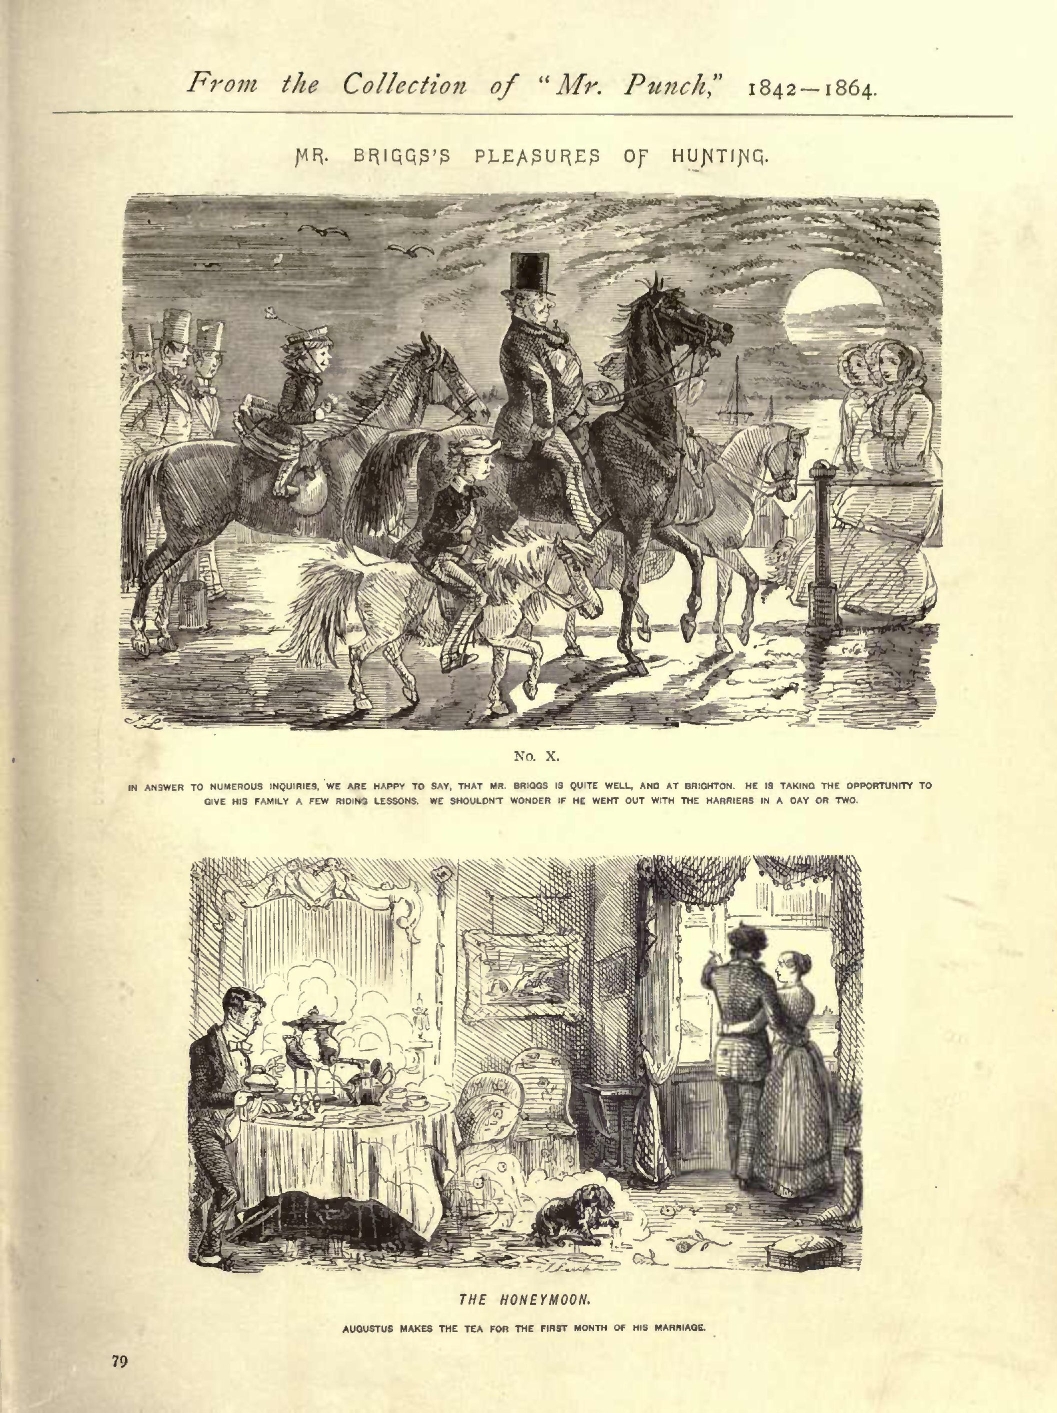 From the Collection of "Mr. Punch," 1842—1864.
MR. BRIGGS'S PLEASURES OF HUNTING.
No. X.
IN ANSWER TO NUMEROUS INQUIRIES, WE ARE HAPPY TO SAY, THAT MR. BRIGGS IS QUITE WELL, AND AT BRIGHTON. HE IS TAKING THE OPPORTUNITY TO
GIVE HIS FAMILY A FEW RIDING LESSONS. WE SHOULDN'T WONDER IF HE WENT OUT WITH THE HARRIERS IN A DAY OR TWO.
THE HONEYMOON.
AUGUSTUS MAKES THE TEA FOR THE FIRST MONTH OF HIS MARRIAGE.
79